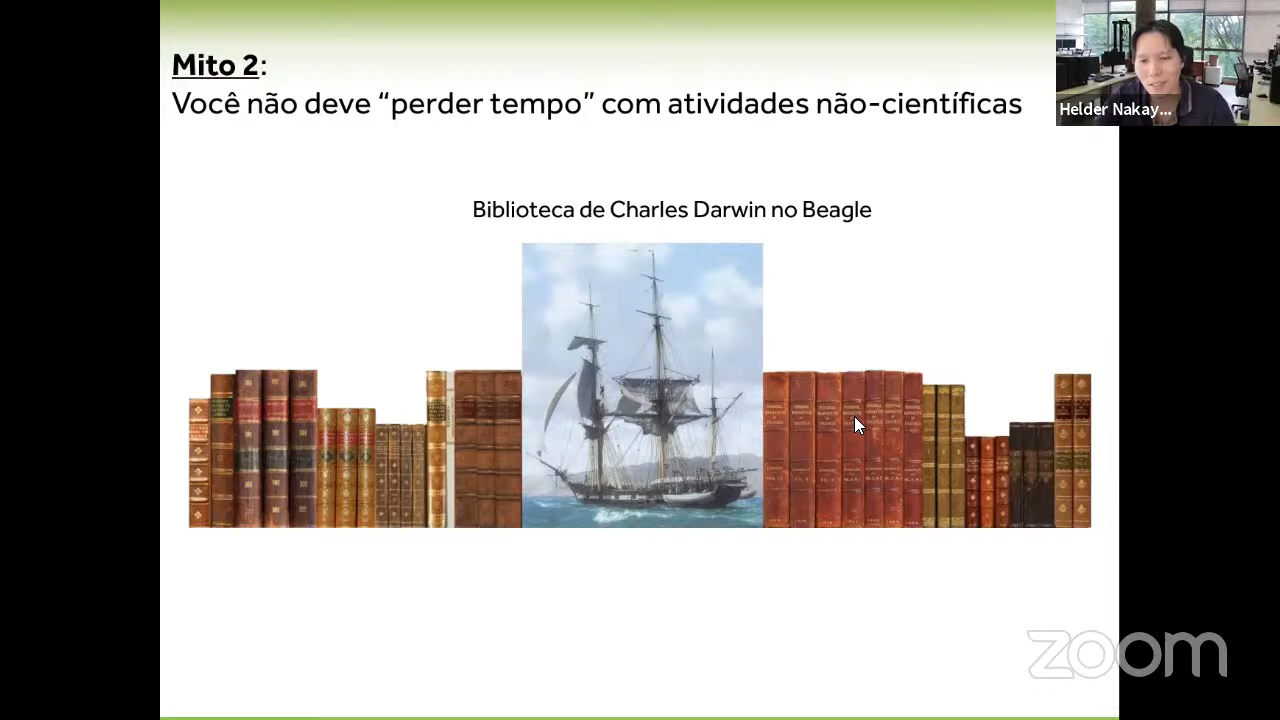 Mito 2:
Você não deve “perder tempo” com atividades não-científicas
Helder Nakay...
Biblioteca de Charles Darwin no Beagle
zoom